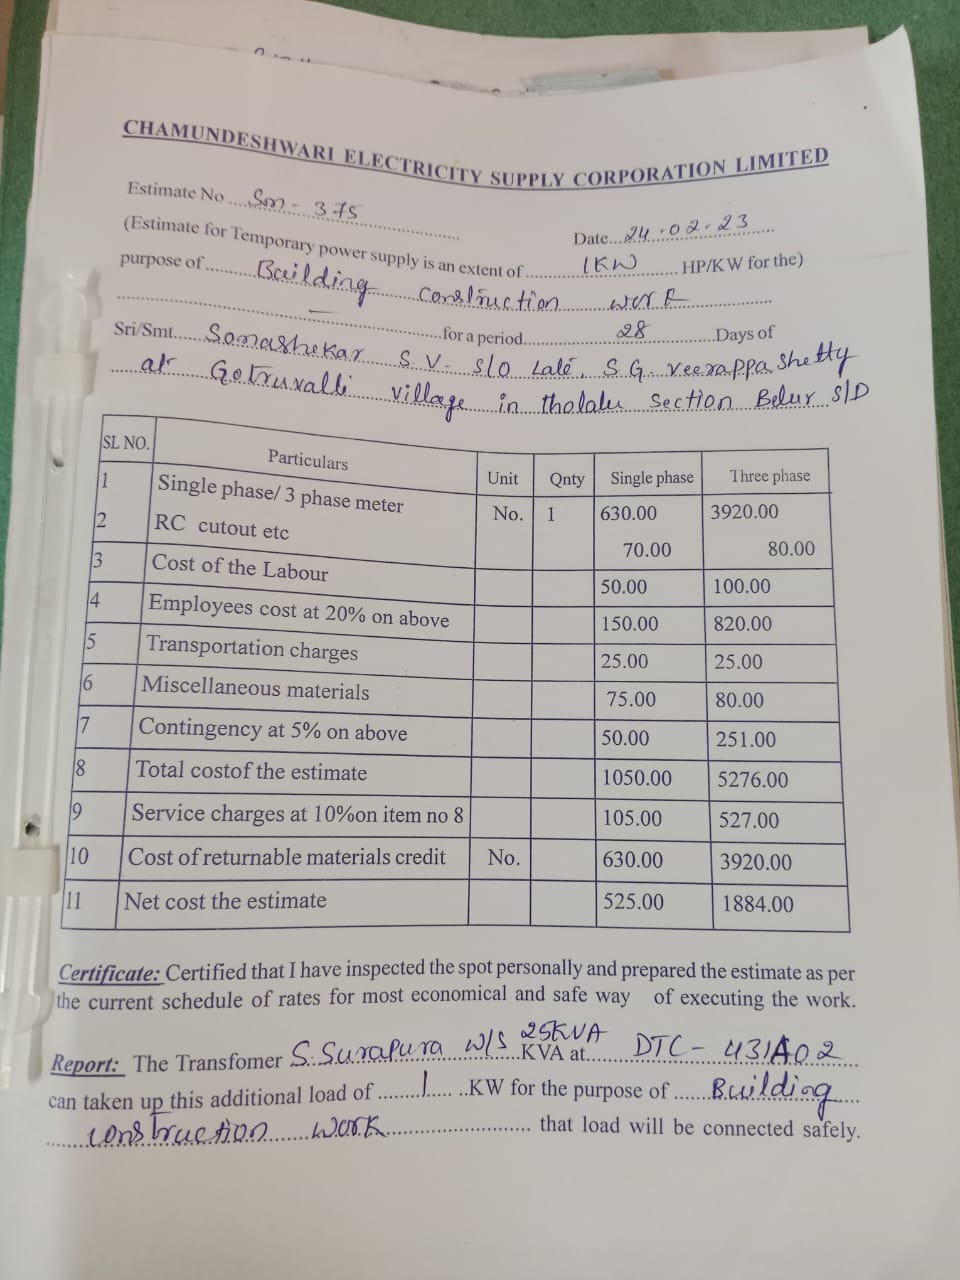 CHAMUNDESHWARI ELECTRICITY SUPPLY CORPORATION LIMITED
Estimate No ....Sm - 375
Date...24.02.23
(Estimate for Temporary power supply is an extent of ........1KW........ HP/KW for the)
purpose of..........Building construction work
..........for a period..........28..........Days of
Sri/Smt......Somashekar S.V. S/O Late, S.G. Veerappa Shetty
at Gotruvalli village in tholalu Section Belur S/D
SL NO. Particulars Unit Qnty Single phase Three phase
1 Single phase/ 3 phase meter No. 1 630.00 3920.00
2 RC cutout etc 70.00 80.00
3 Cost of the Labour 50.00 100.00
4 Employees cost at 20% on above 150.00 820.00
5 Transportation charges 25.00 25.00
6 Miscellaneous materials 75.00 80.00
7 Contingency at 5% on above 50.00 251.00
8 Total costof the estimate 1050.00 5276.00
9 Service charges at 10%on item no 8 105.00 527.00
10 Cost of returnable materials credit No. 630.00 3920.00
11 Net cost the estimate 525.00 1884.00
Certificate: Certified that I have inspected the spot personally and prepared the estimate as per
the current schedule of rates for most economical and safe way of executing the work.
Report: The Transfomer S.Surapura W/S 25KVA KVA at...... DTC - 431A02
can taken up this additional load of ........1..... ..KW for the purpose of ......Building
construction work.......................... that load will be connected safely.